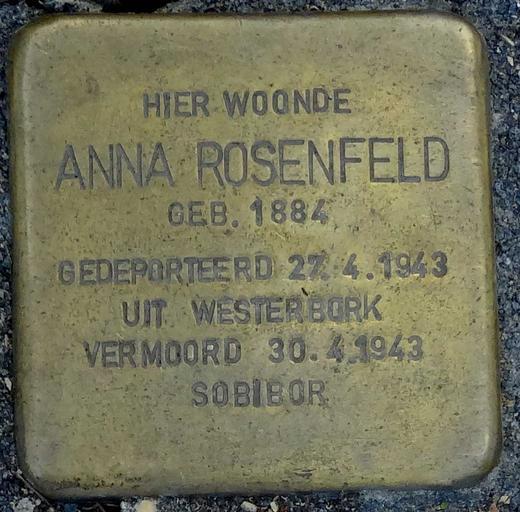 HIER WOONDE
ANNA ROSENFELD
GEB. 1884
GEDEPORTEERD 27.4.1943
UIT WESTERBORK
VERMOORD 30.4.1943
SOBIBOR